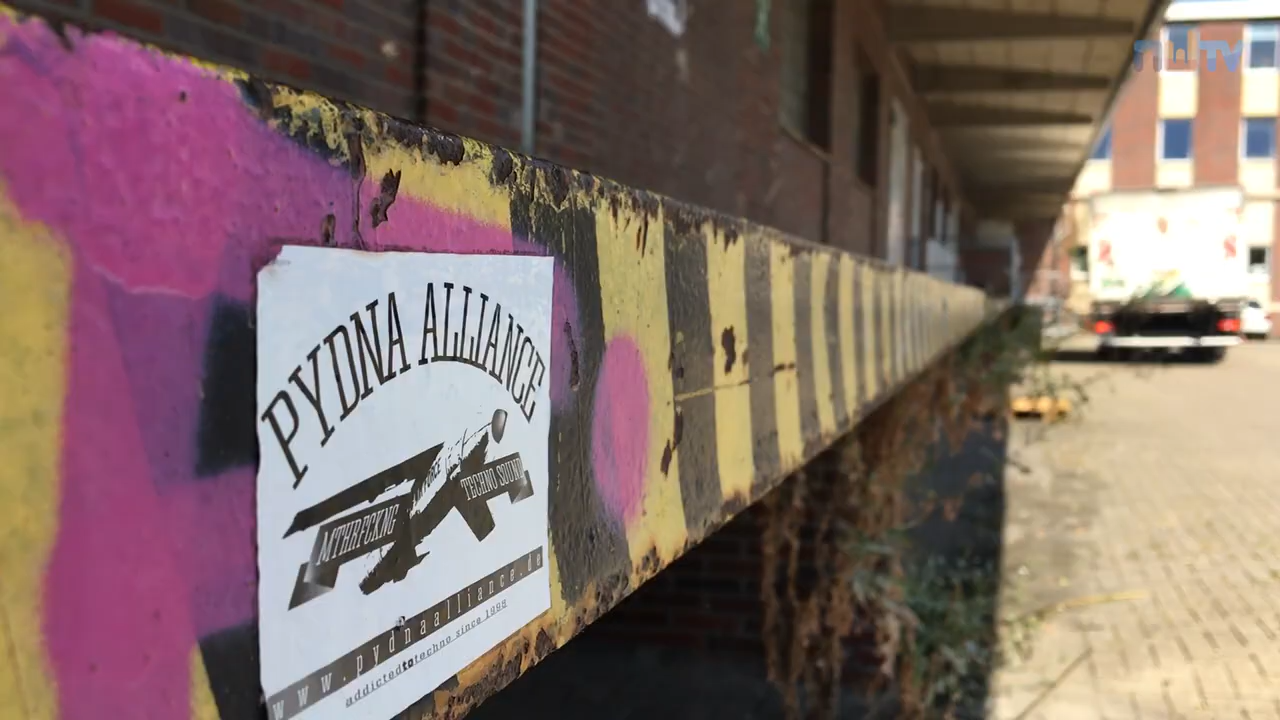 PYDNA ALLIANCE
MTHRFCKNG
TECHNO SOUND
www.pydnaalliance.de
addictedtotechno since 1998